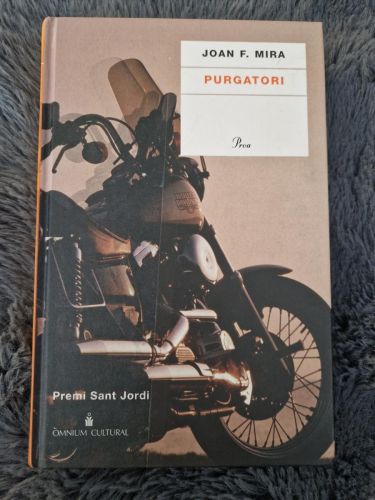 JOAN F. MIRA
PURGATORI
Proa
Premi Sant Jordi
ÒMNIUM CULTURAL